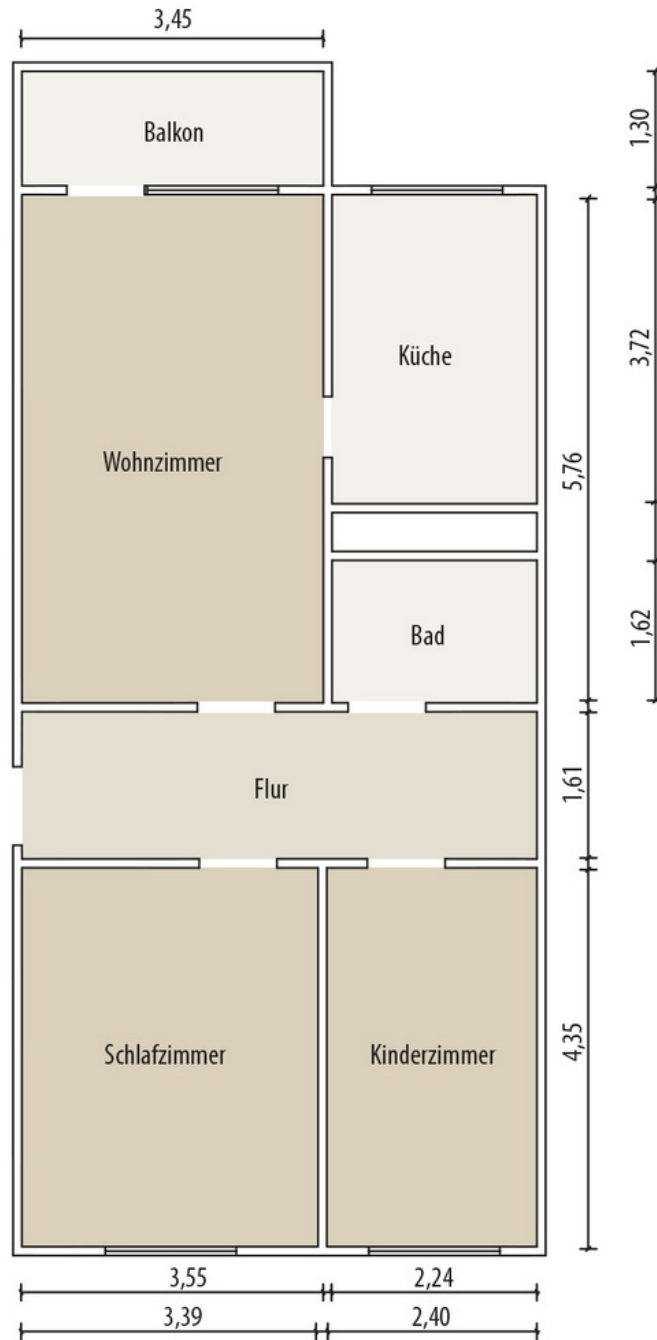 3,45
Balkon
1,30
Küche
3,72
Wohnzimmer
5,76
Bad
1,62
Flur
1,61
Schlafzimmer
Kinderzimmer
4,35
3,55
2,24
3,39
2,40